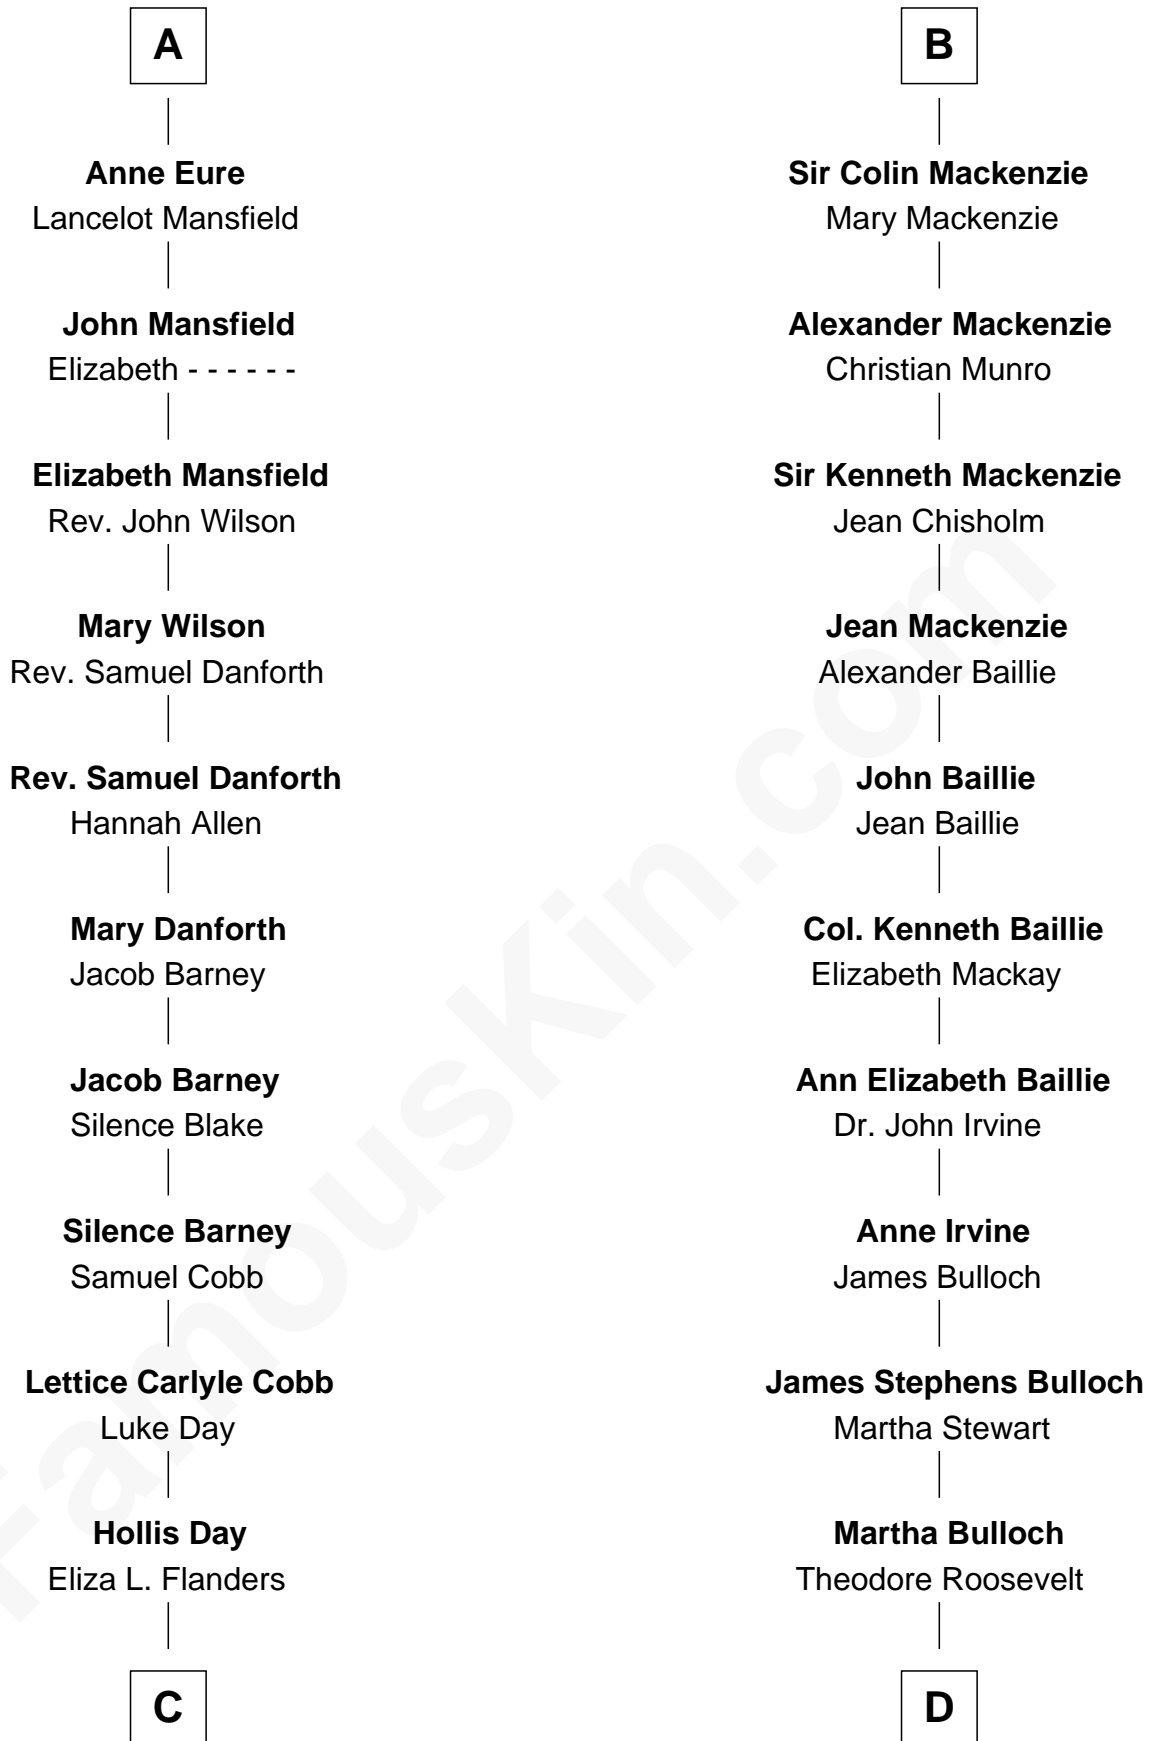 A
Anne Eure
Lancelot Mansfield
John Mansfield
Elizabeth - - - - - -
Elizabeth Mansfield
Rev. John Wilson
Mary Wilson
Rev. Samuel Danforth
Rev. Samuel Danforth
Hannah Allen
Mary Danforth
Jacob Barney
Jacob Barney
Silence Blake
Silence Barney
Samuel Cobb
Lettice Carlyle Cobb
Luke Day
Hollis Day
Eliza L. Flanders
C
B
Sir Colin Mackenzie
Mary Mackenzie
Alexander Mackenzie
Christian Munro
Sir Kenneth Mackenzie
Jean Chisholm
Jean Mackenzie
Alexander Baillie
John Baillie
Jean Baillie
Col. Kenneth Baillie
Elizabeth Mackay
Ann Elizabeth Baillie
Dr. John Irvine
Anne Irvine
James Bulloch
James Stephens Bulloch
Martha Stewart
Martha Bulloch
Theodore Roosevelt
D
FamousKin.com